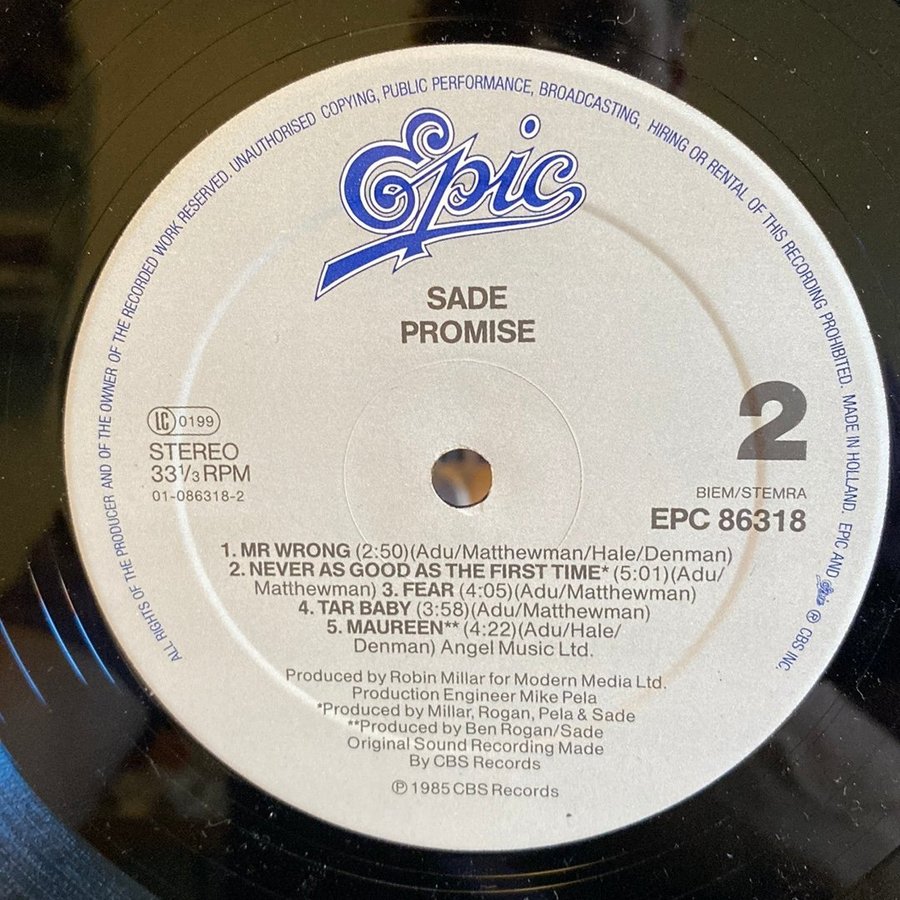 ALL RIGHTS OF THE PRODUCER AND OF THE OWNER OF THE RECORDED WORK RESERVED. UNAUTHORISED COPYING, PUBLIC PERFORMANCE, BROADCASTING, HIRING OR RENTAL OF THIS RECORDING PROHIBITED. MADE IN HOLLAND. EPIC AND Epic ® CBS INC.
Epic
SADE
PROMISE
LC 0199
STEREO
33 1/3 RPM
01-086318-2
2
BIEM/STEMRA
EPC 86318
1. MR WRONG (2:50)(Adu/Matthewman/Hale/Denman)
2. NEVER AS GOOD AS THE FIRST TIME* (5:01)(Adu/
Matthewman) 3. FEAR (4:05)(Adu/Matthewman)
4. TAR BABY (3:58)(Adu/Matthewman)
5. MAUREEN** (4:22)(Adu/Hale/
Denman) Angel Music Ltd.
Produced by Robin Millar for Modern Media Ltd.
Production Engineer Mike Pela
*Produced by Millar, Rogan, Pela & Sade
**Produced by Ben Rogan/Sade
Original Sound Recording Made
By CBS Records
℗ 1985 CBS Records